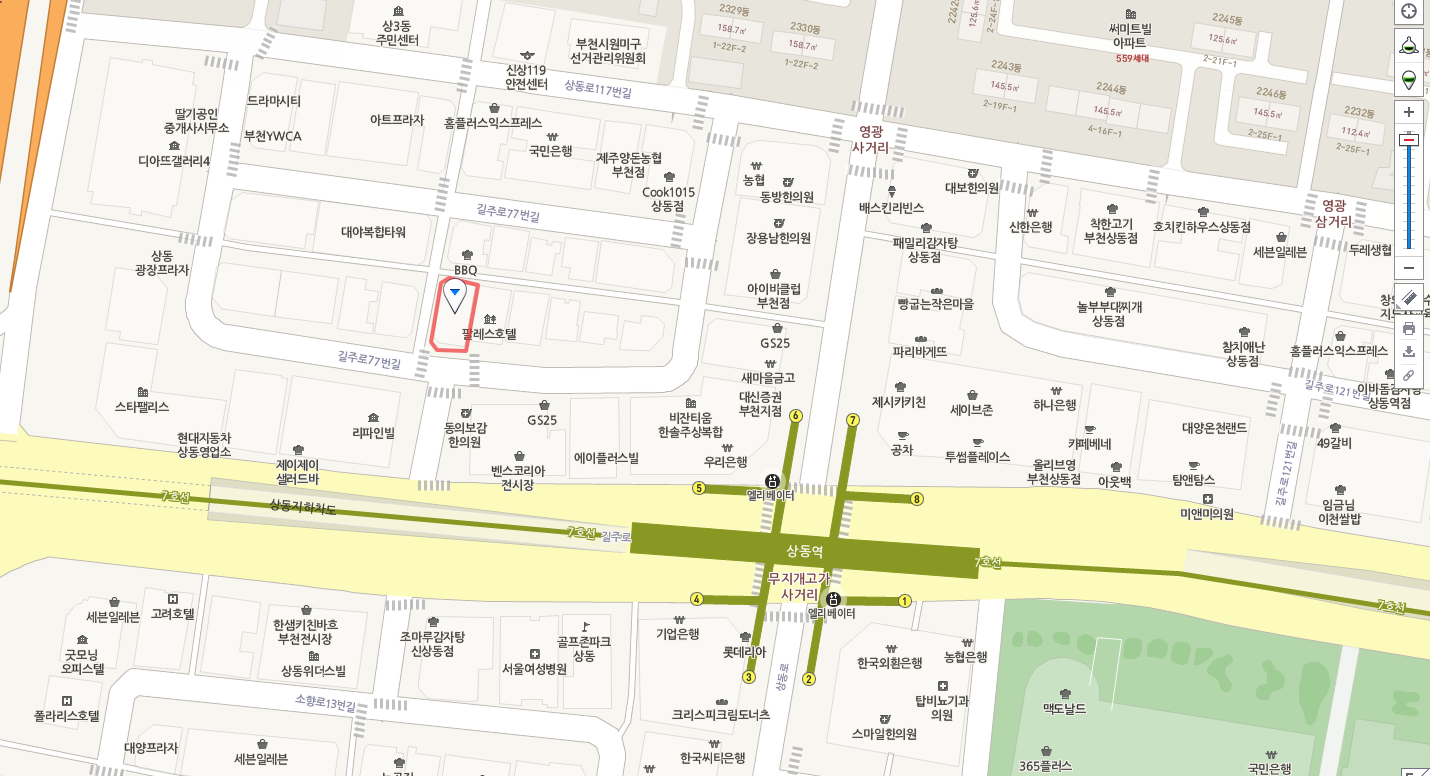 상3동
주민센터
신상119
안전센터
부천시원미구
선거관리위원회
2329동
158.7㎡
1-22F-2
2330동
158.7㎡
1-22F-2
2-24F-1
써미트빌
아파트
559세대
2245동
125.6㎡
2-21F-1
2243동
145.5㎡
2-19F-1
2244동
145.5㎡
4-16F-1
2246동
145.5㎡
2-25F-1
2232동
112.4㎡
2-25F-1
상동로117번길
드라마시티
딸기공인
중개사사무소
부천YWCA
디아뜨갤러리4
아트프라자
홈플러스익스프레스
국민은행
제주양돈농협
부천점
Cook1015
상동점
영광
사거리
농협
동방한의원
장용남한의원
배스킨라빈스
대보한의원
신한은행
패밀리감자탕
상동점
착한고기
부천상동점
호치킨하우스상동점
영광
삼거리
세븐일레븐
두레생협
길주로77번길
대아복합타워
상동
광장프라자
BBQ
팔레스호텔
아이비클럽
부천점
빵굽는작은마을
놀부부대찌개
상동점
GS25
파리바게뜨
참치애난
상동점
홈플러스익스프레스
길주로77번길
새마을금고
대신증권
부천지점
제시카키친
세이브존
하나은행
길주로121번길
이바돔감자탕
상동역점
스타팰리스
리파인빌
동의보감
한의원
GS25
비잔티움
한솔주상복합
6
7
공차
투썸플레이스
카페베네
대양온천랜드
49갈비
현대자동차
상동영업소
제이제이
샐러드바
벤스코리아
전시장
에이플러스빌
우리은행
올리브영
부천상동점
아웃백
탐앤탐스
길주로121번길
5
엘리베이터
8
미앤미의원
임금님
이천쌀밥
7호선
상동지하차도
7호선
길주로
상동역
7호선
7호선
무지개고가
사거리
4
엘리베이터
1
세븐일레븐
고려호텔
한샘키친바흐
부천전시장
조마루감자탕
신상동점
골프존파크
상동
기업은행
롯데리아
굿모닝
오피스텔
상동위더스빌
서울여성병원
한국외환은행
농협은행
3
2
상동로
폴라리스호텔
소향로13번길
크리스피크림도너츠
탑비뇨기과
의원
맥도날드
스마일한의원
대양프라자
세븐일레븐
한국씨티은행
365플러스
국민은행